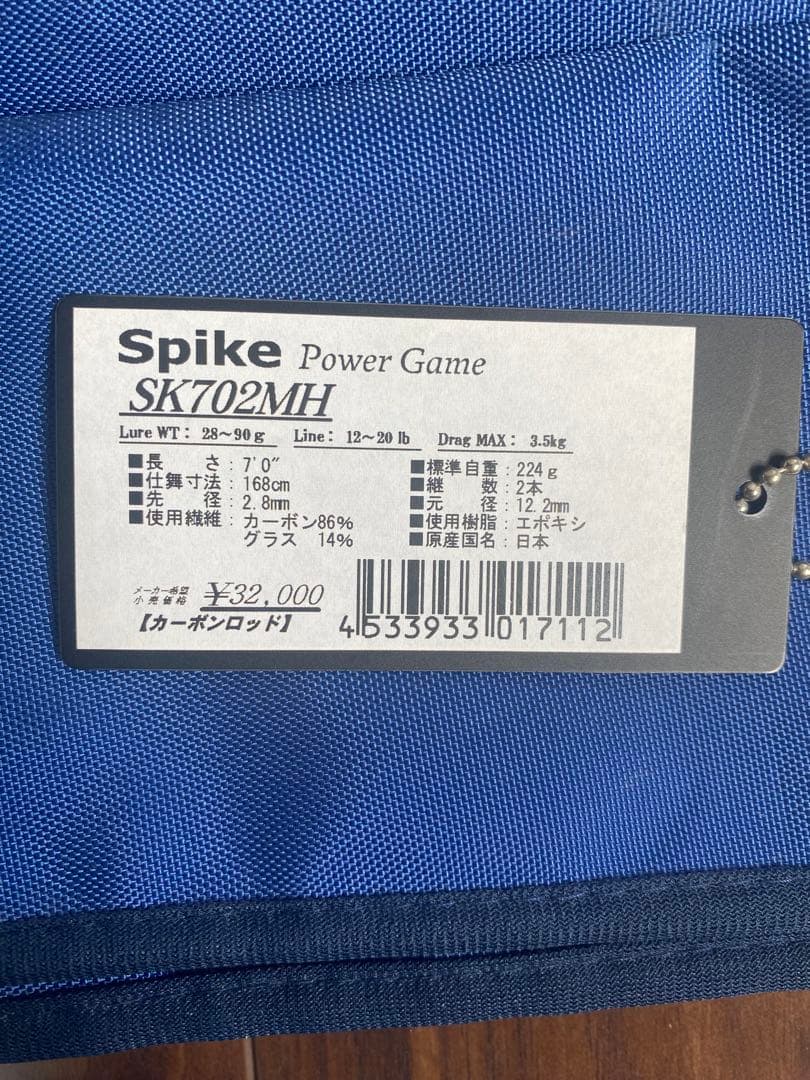 Spike Power Game
SK702MH
Lure WT： 28～90ｇ Line： 12～20 lb Drag MAX： 3.5kg
■長　さ：7'0"
■仕舞寸法：168cm
■先　径：2.8mm
■使用繊維：カーボン86%
グラス 14%
■標準自重：224ｇ
■継　数：2本
■元　径：12.2mm
■使用樹脂：エポキシ
■原産国名：日本
メーカー希望
小売価格 ¥32,000
【カーボンロッド】
4533933017112